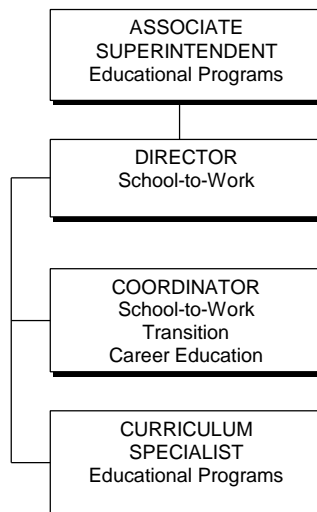 ASSOCIATE
SUPERINTENDENT
Educational Programs
DIRECTOR
School-to-Work
COORDINATOR
School-to-Work
Transition
Career Education
CURRICULUM
SPECIALIST
Educational Programs